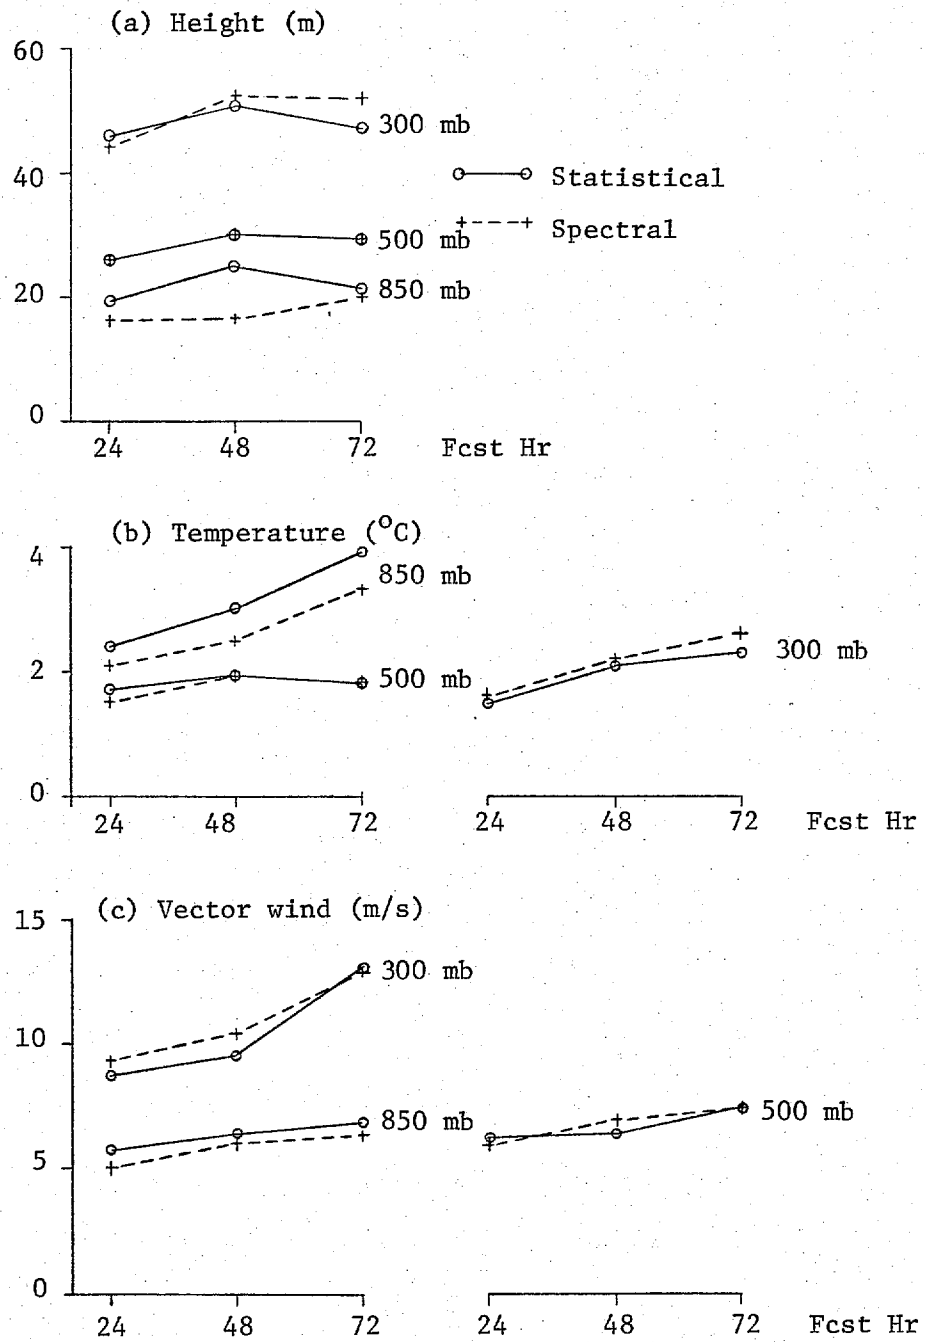 (a) Height (m)
60
300 mb
40
Statistical
Spectral
500 mb
850 mb
20
0
24 48 72 Fcst Hr
(b) Temperature (°C)
4
850 mb
2
500 mb
300 mb
0
24 48 72
24 48 72 Fcst Hr
(c) Vector wind (m/s)
15
300 mb
10
850 mb
500 mb
5
0
24 48 72
24 48 72 Fcst Hr